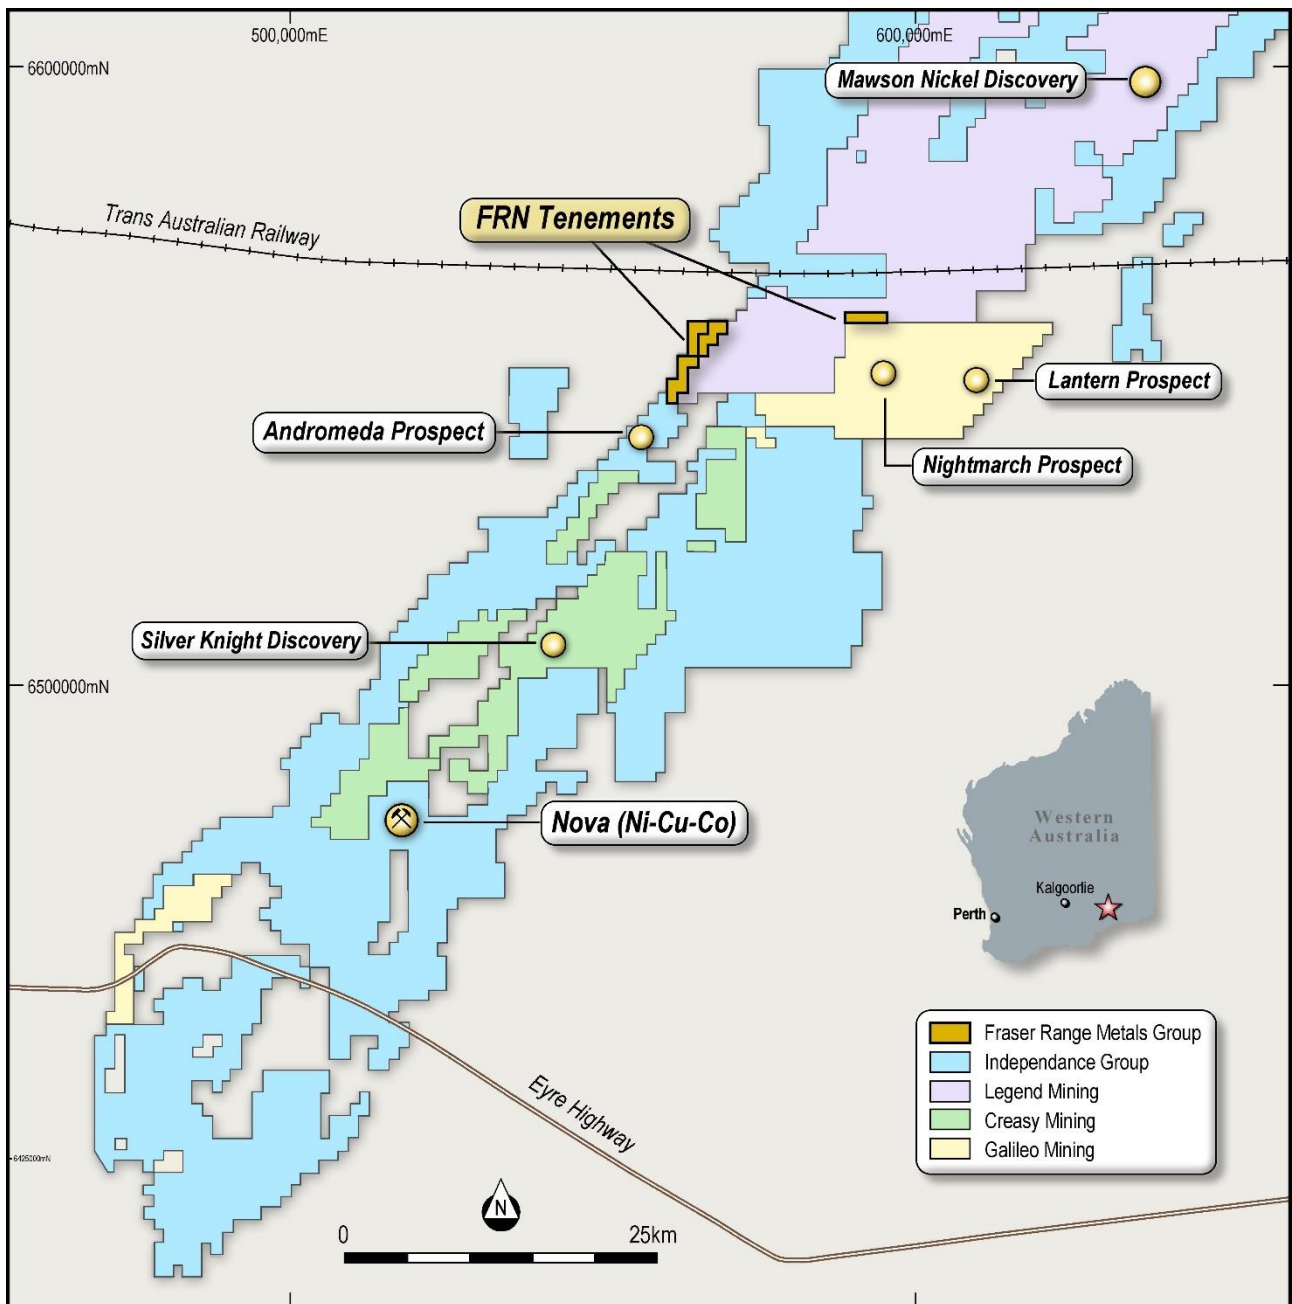 500,000mE
600,000mE
6600000mN
Mawson Nickel Discovery
Trans Australian Railway
FRN Tenements
Lantern Prospect
Andromeda Prospect
Nightmarch Prospect
Silver Knight Discovery
6500000mN
Nova (Ni-Cu-Co)
Western
Australia
Kalgoorlie
Perth
Eyre Highway
Fraser Range Metals Group
Independance Group
Legend Mining
Creasy Mining
Galileo Mining
6425000mN
N
0
25km